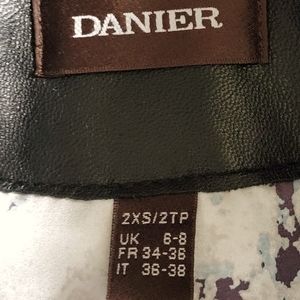 DANIER
2XS/2TP
UK 6-8
FR 34-36
IT 36-38